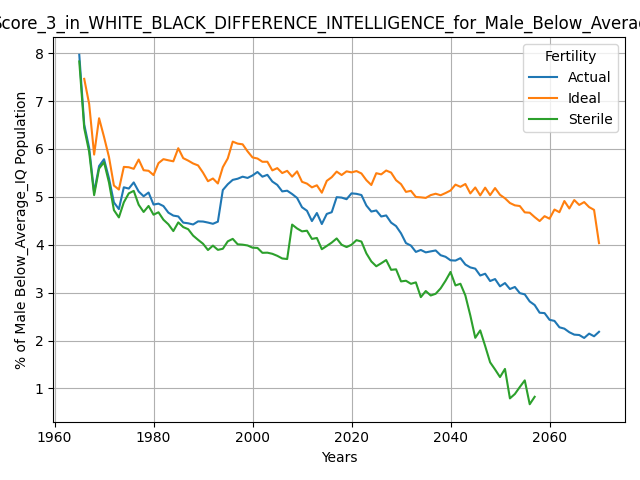 Score_3_in_WHITE_BLACK_DIFFERENCE_INTELLIGENCE_for_Male_Below_Avera
Fertility
Actual
Ideal
Sterile
% of Male Below_Average_IQ Population
8
7
6
5
4
3
2
1
1960
1980
2000
2020
2040
2060
Years